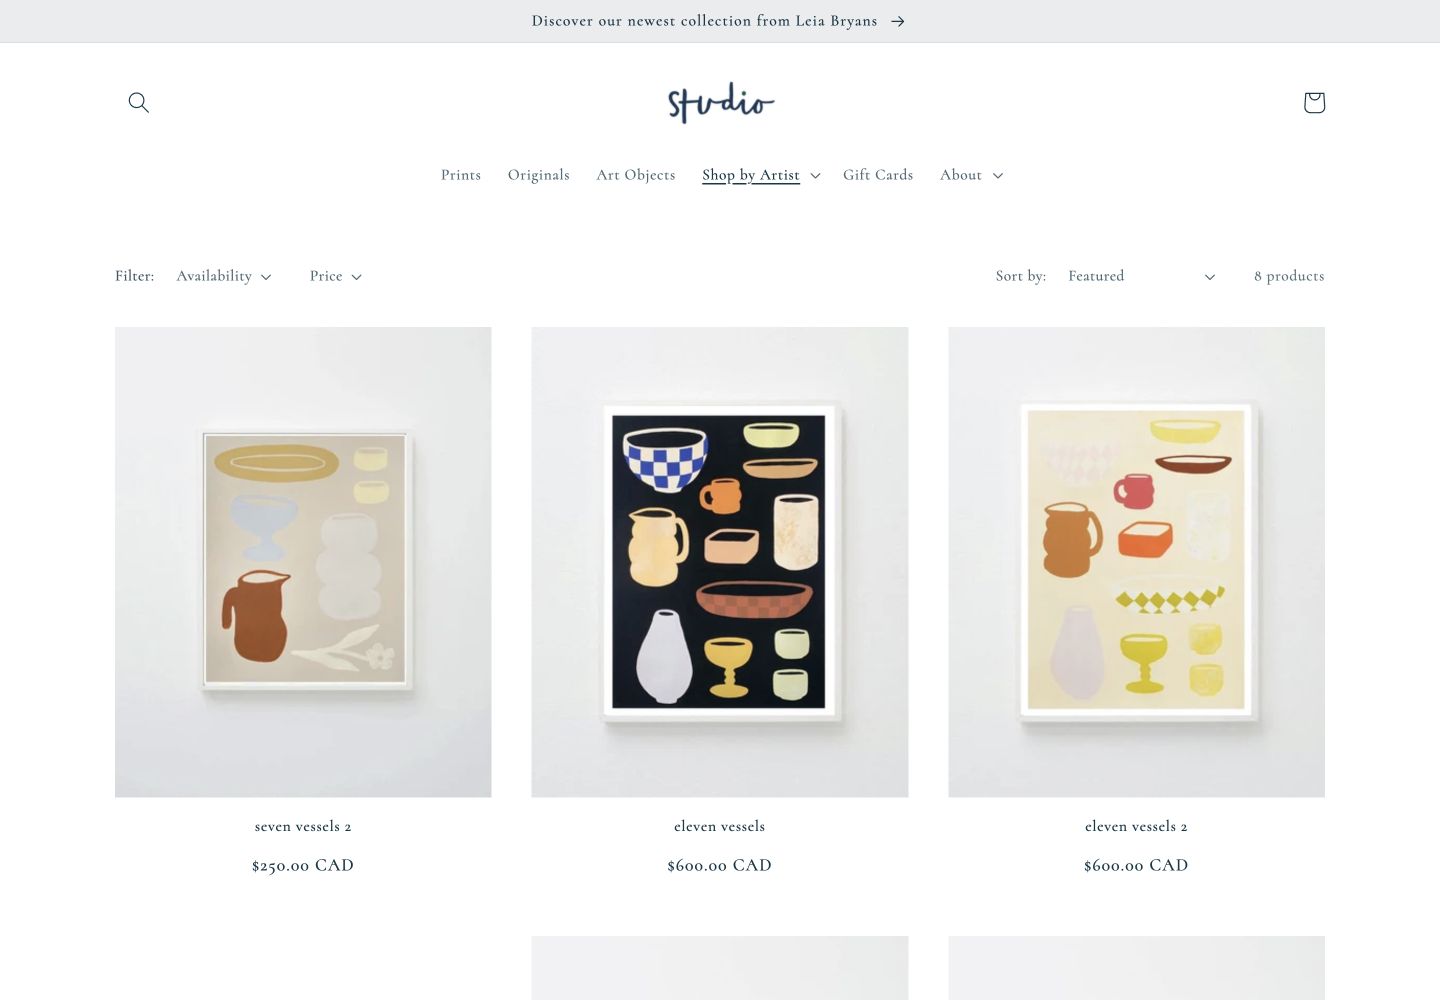 Discover our newest collection from Leia Bryans
studio
Prints Originals Art Objects Shop by Artist Gift Cards About
Filter: Availability Price Sort by: Featured 8 products
seven vessels 2 eleven vessels eleven vessels 2
$250.00 CAD $600.00 CAD $600.00 CAD